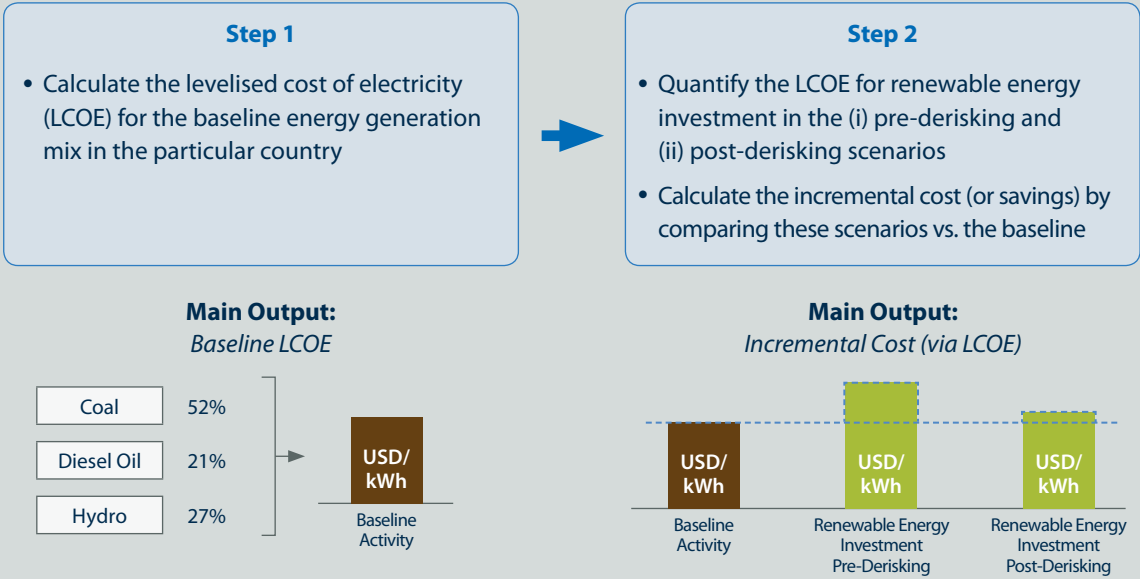 Step 1
• Calculate the levelised cost of electricity
(LCOE) for the baseline energy generation
mix in the particular country
Step 2
• Quantify the LCOE for renewable energy
investment in the (i) pre-derisking and
(ii) post-derisking scenarios
• Calculate the incremental cost (or savings) by
comparing these scenarios vs. the baseline
Main Output:
Baseline LCOE
Coal 52%
Diesel Oil 21%
Hydro 27%
USD/
kWh
Baseline
Activity
Main Output:
Incremental Cost (via LCOE)
USD/
kWh
Baseline
Activity
USD/
kWh
Renewable Energy
Investment
Pre-Derisking
USD/
kWh
Renewable Energy
Investment
Post-Derisking